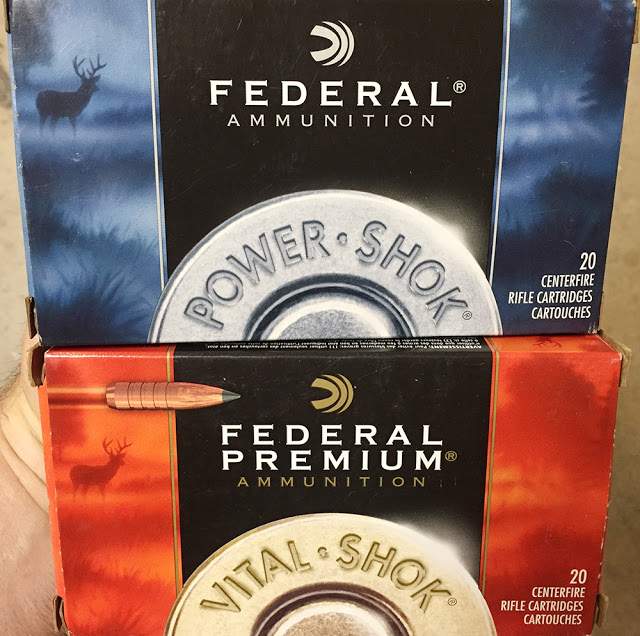 FEDERAL®
AMMUNITION
POWER·SHOK®
20
CENTERFIRE
RIFLE CARTRIDGES
CARTOUCHES
FEDERAL
PREMIUM®
AMMUNITION
VITAL·SHOK®
20
CENTERFIRE
RIFLE CARTRIDGES
CARTOUCHES